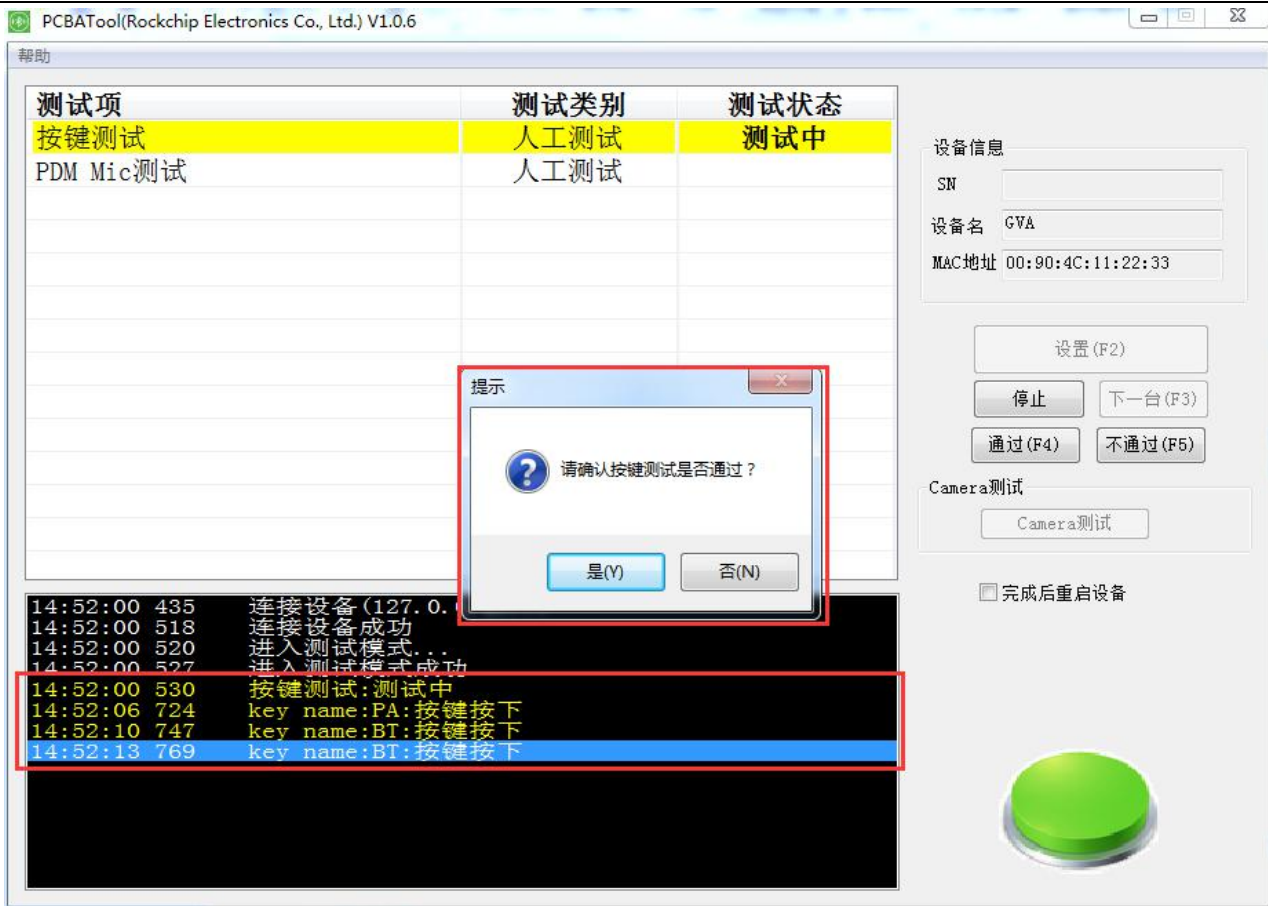 PCBATool(Rockchip Electronics Co., Ltd.) V1.0.6
帮助
测试项 测试类别 测试状态
按键测试 人工测试 测试中
PDM Mic测试 人工测试
设备信息
SN
设备名 GVA
MAC地址 00:90:4C:11:22:33
设置(F2)
停止 下一台(F3)
通过(F4) 不通过(F5)
Camera测试
Camera测试
完成后重启设备
提示
请确认按键测试是否通过?
是(Y) 否(N)
14:52:00 435 连接设备(127.0.
14:52:00 518 连接设备成功
14:52:00 520 进入测试模式...
14:52:00 527 进入测试模式成功
14:52:00 530 按键测试:测试中
14:52:06 724 key name:PA:按键按下
14:52:10 747 key name:BT:按键按下
14:52:13 769 key name:BT:按键按下